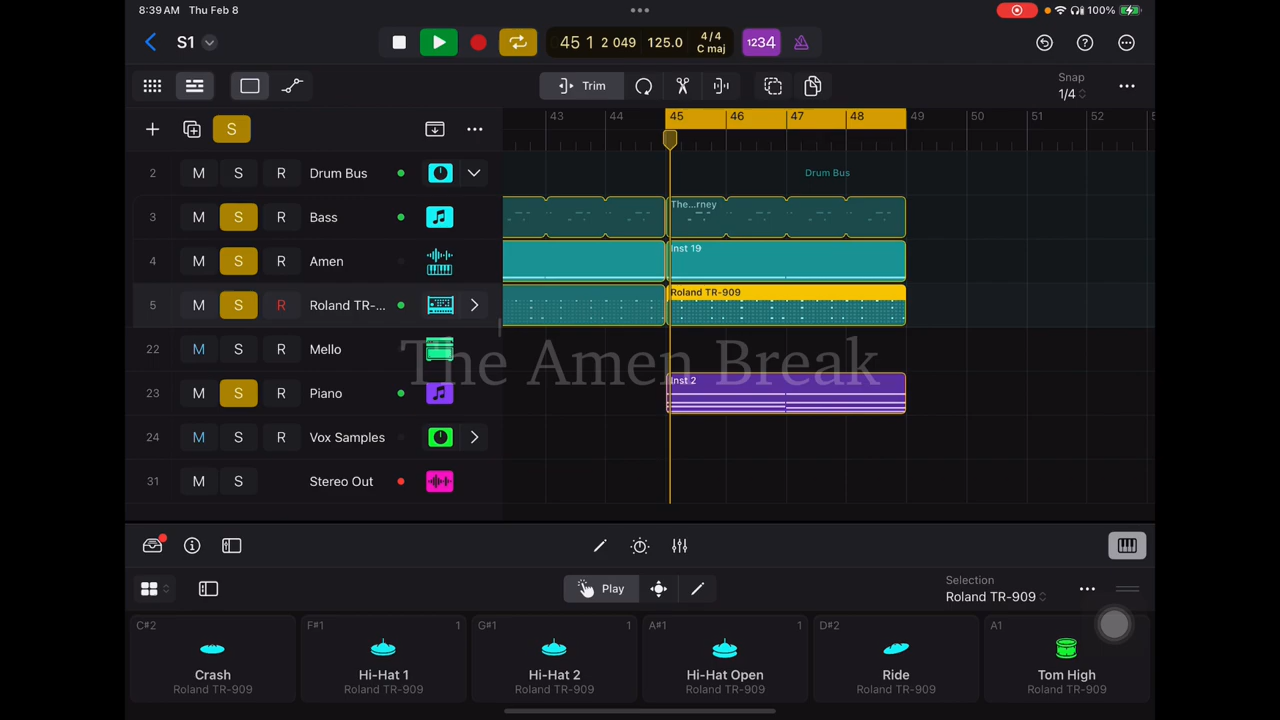 8:39 AM Thu Feb 8
100%
S1
45 1 2 049 125.0 4/4 C maj
1234
Trim
Snap
1/4
S
43 44 45 46 47 48 49 50 51 52 5
2 M S R Drum Bus
Drum Bus
3 M S R Bass
The...rney
4 M S R Amen
Inst 19
5 M S R Roland TR-...
Roland TR-909
The Amen Break
22 M S R Mello
23 M S R Piano
Inst 2
24 M S R Vox Samples
31 M S Stereo Out
Play
Selection
Roland TR-909
C#2 F#1 1 G#1 1 A#1 1 D#2 A1
Crash Hi-Hat 1 Hi-Hat 2 Hi-Hat Open Ride Tom High
Roland TR-909 Roland TR-909 Roland TR-909 Roland TR-909 Roland TR-909 Roland TR-909